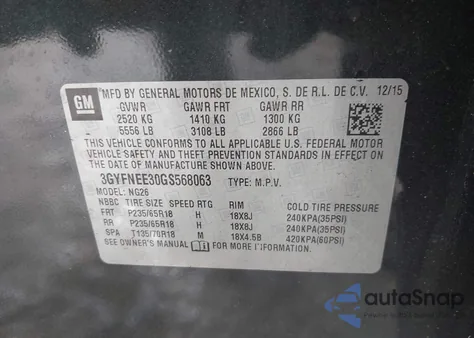 GM
MFD BY GENERAL MOTORS DE MEXICO, S. DE R.L. DE C.V. 12/15
GVWR GAWR FRT GAWR RR
2520 KG 1410 KG 1300 KG
5556 LB 3108 LB 2866 LB
THIS VEHICLE CONFORMS TO ALL APPLICABLE U.S. FEDERAL MOTOR
VEHICLE SAFETY, BUMPER, AND THEFT PREVENTION STANDARDS IN
EFFECT ON THE DATE OF MANUFACTURE SHOWN ABOVE.
3GYFNEE30GS568063 TYPE: M.P.V.
MODEL: NG26
NBBC TIRE SIZE SPEED RTG RIM COLD TIRE PRESSURE
FRT P235/65R18 H 18X8J 240KPA(35PSI)
RR P235/65R18 H 18X8J 240KPA(35PSI)
SPA T135/70R18 M 18X4.5B 420KPA(60PSI)
SEE OWNER'S MANUAL FOR MORE INFORMATION.
autoSnap